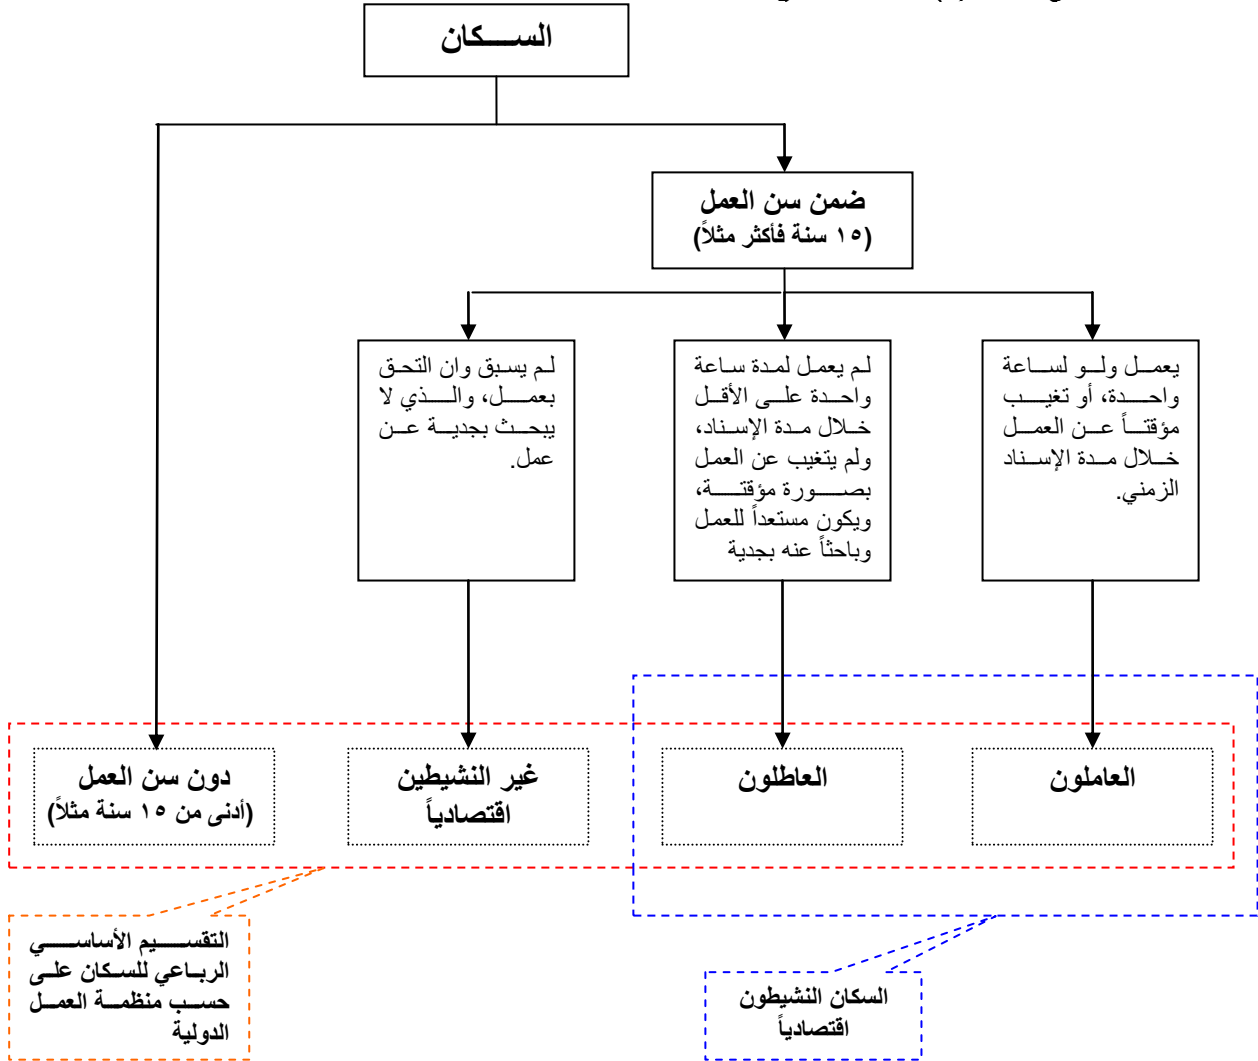 السكان
ضمن سن العمل
(١٥ سنة فأكثر مثلاً)
يعمل ولو لساعة
واحدة، أو تغيب
مؤقتاً عن العمل
خلال مدة الإسناد
الزمني.
لم يعمل لمدة ساعة
واحدة على الأقل
خلال مدة الإسناد،
ولم يتغيب عن العمل
بصورة مؤقتة،
ويكون مستعداً للعمل
وباحثاً عنه بجدية
لم يسبق وان التحق
بعمل، والذي لا
يبحث بجدية عن
عمل.
العاملون
العاطلون
غير النشيطين
اقتصادياً
دون سن العمل
(أدنى من ١٥ سنة مثلاً)
السكان النشيطون
اقتصادياً
التقسيم الأساسي
الرباعي للسكان على
حسب منظمة العمل
الدولية